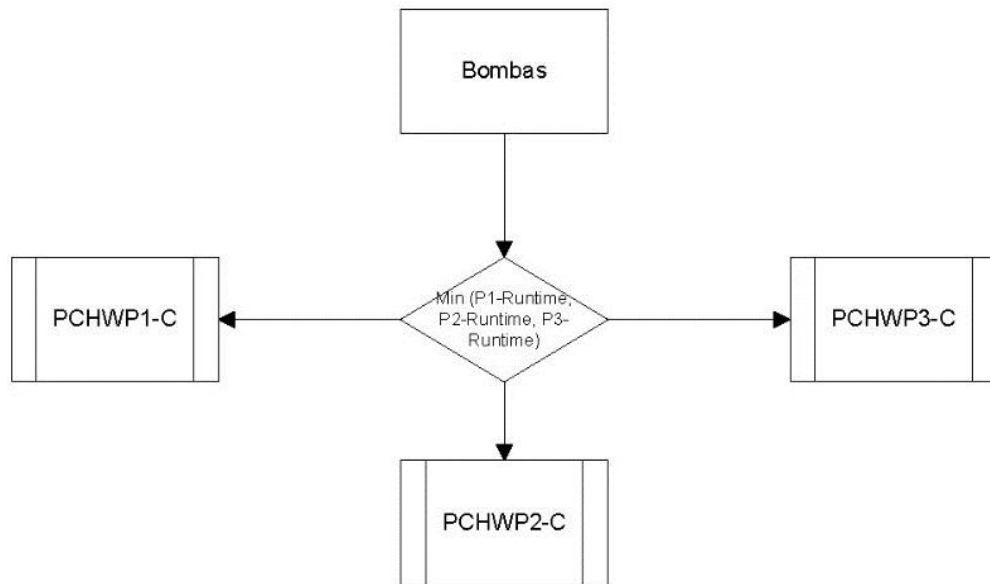 Bombas
Min (P1-Runtime,
P2-Runtime, P3-
Runtime)
PCHWP1-C
PCHWP3-C
PCHWP2-C